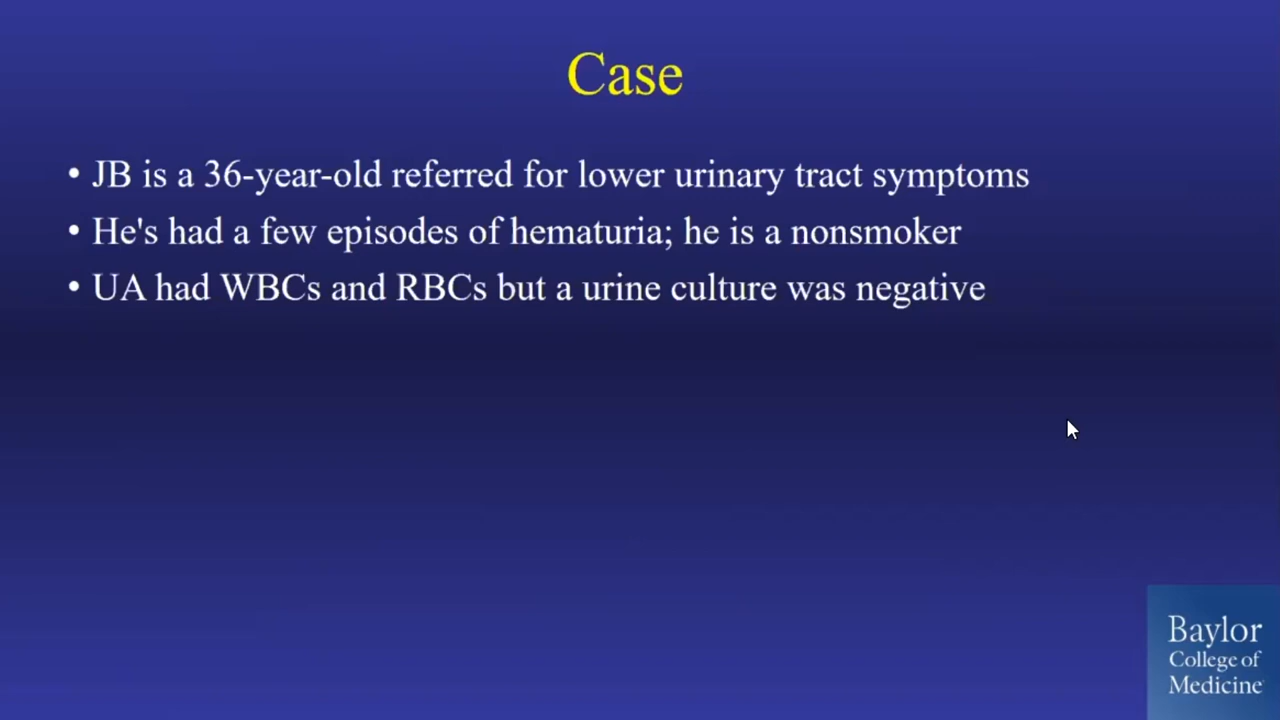 Case
• JB is a 36-year-old referred for lower urinary tract symptoms
• He's had a few episodes of hematuria; he is a nonsmoker
• UA had WBCs and RBCs but a urine culture was negative
Baylor
College of
Medicine